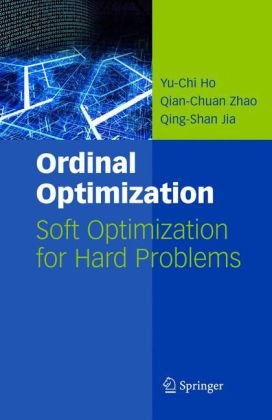 Yu-Chi Ho
Qian-Chuan Zhao
Qing-Shan Jia
Ordinal
Optimization
Soft Optimization
for Hard Problems
Springer